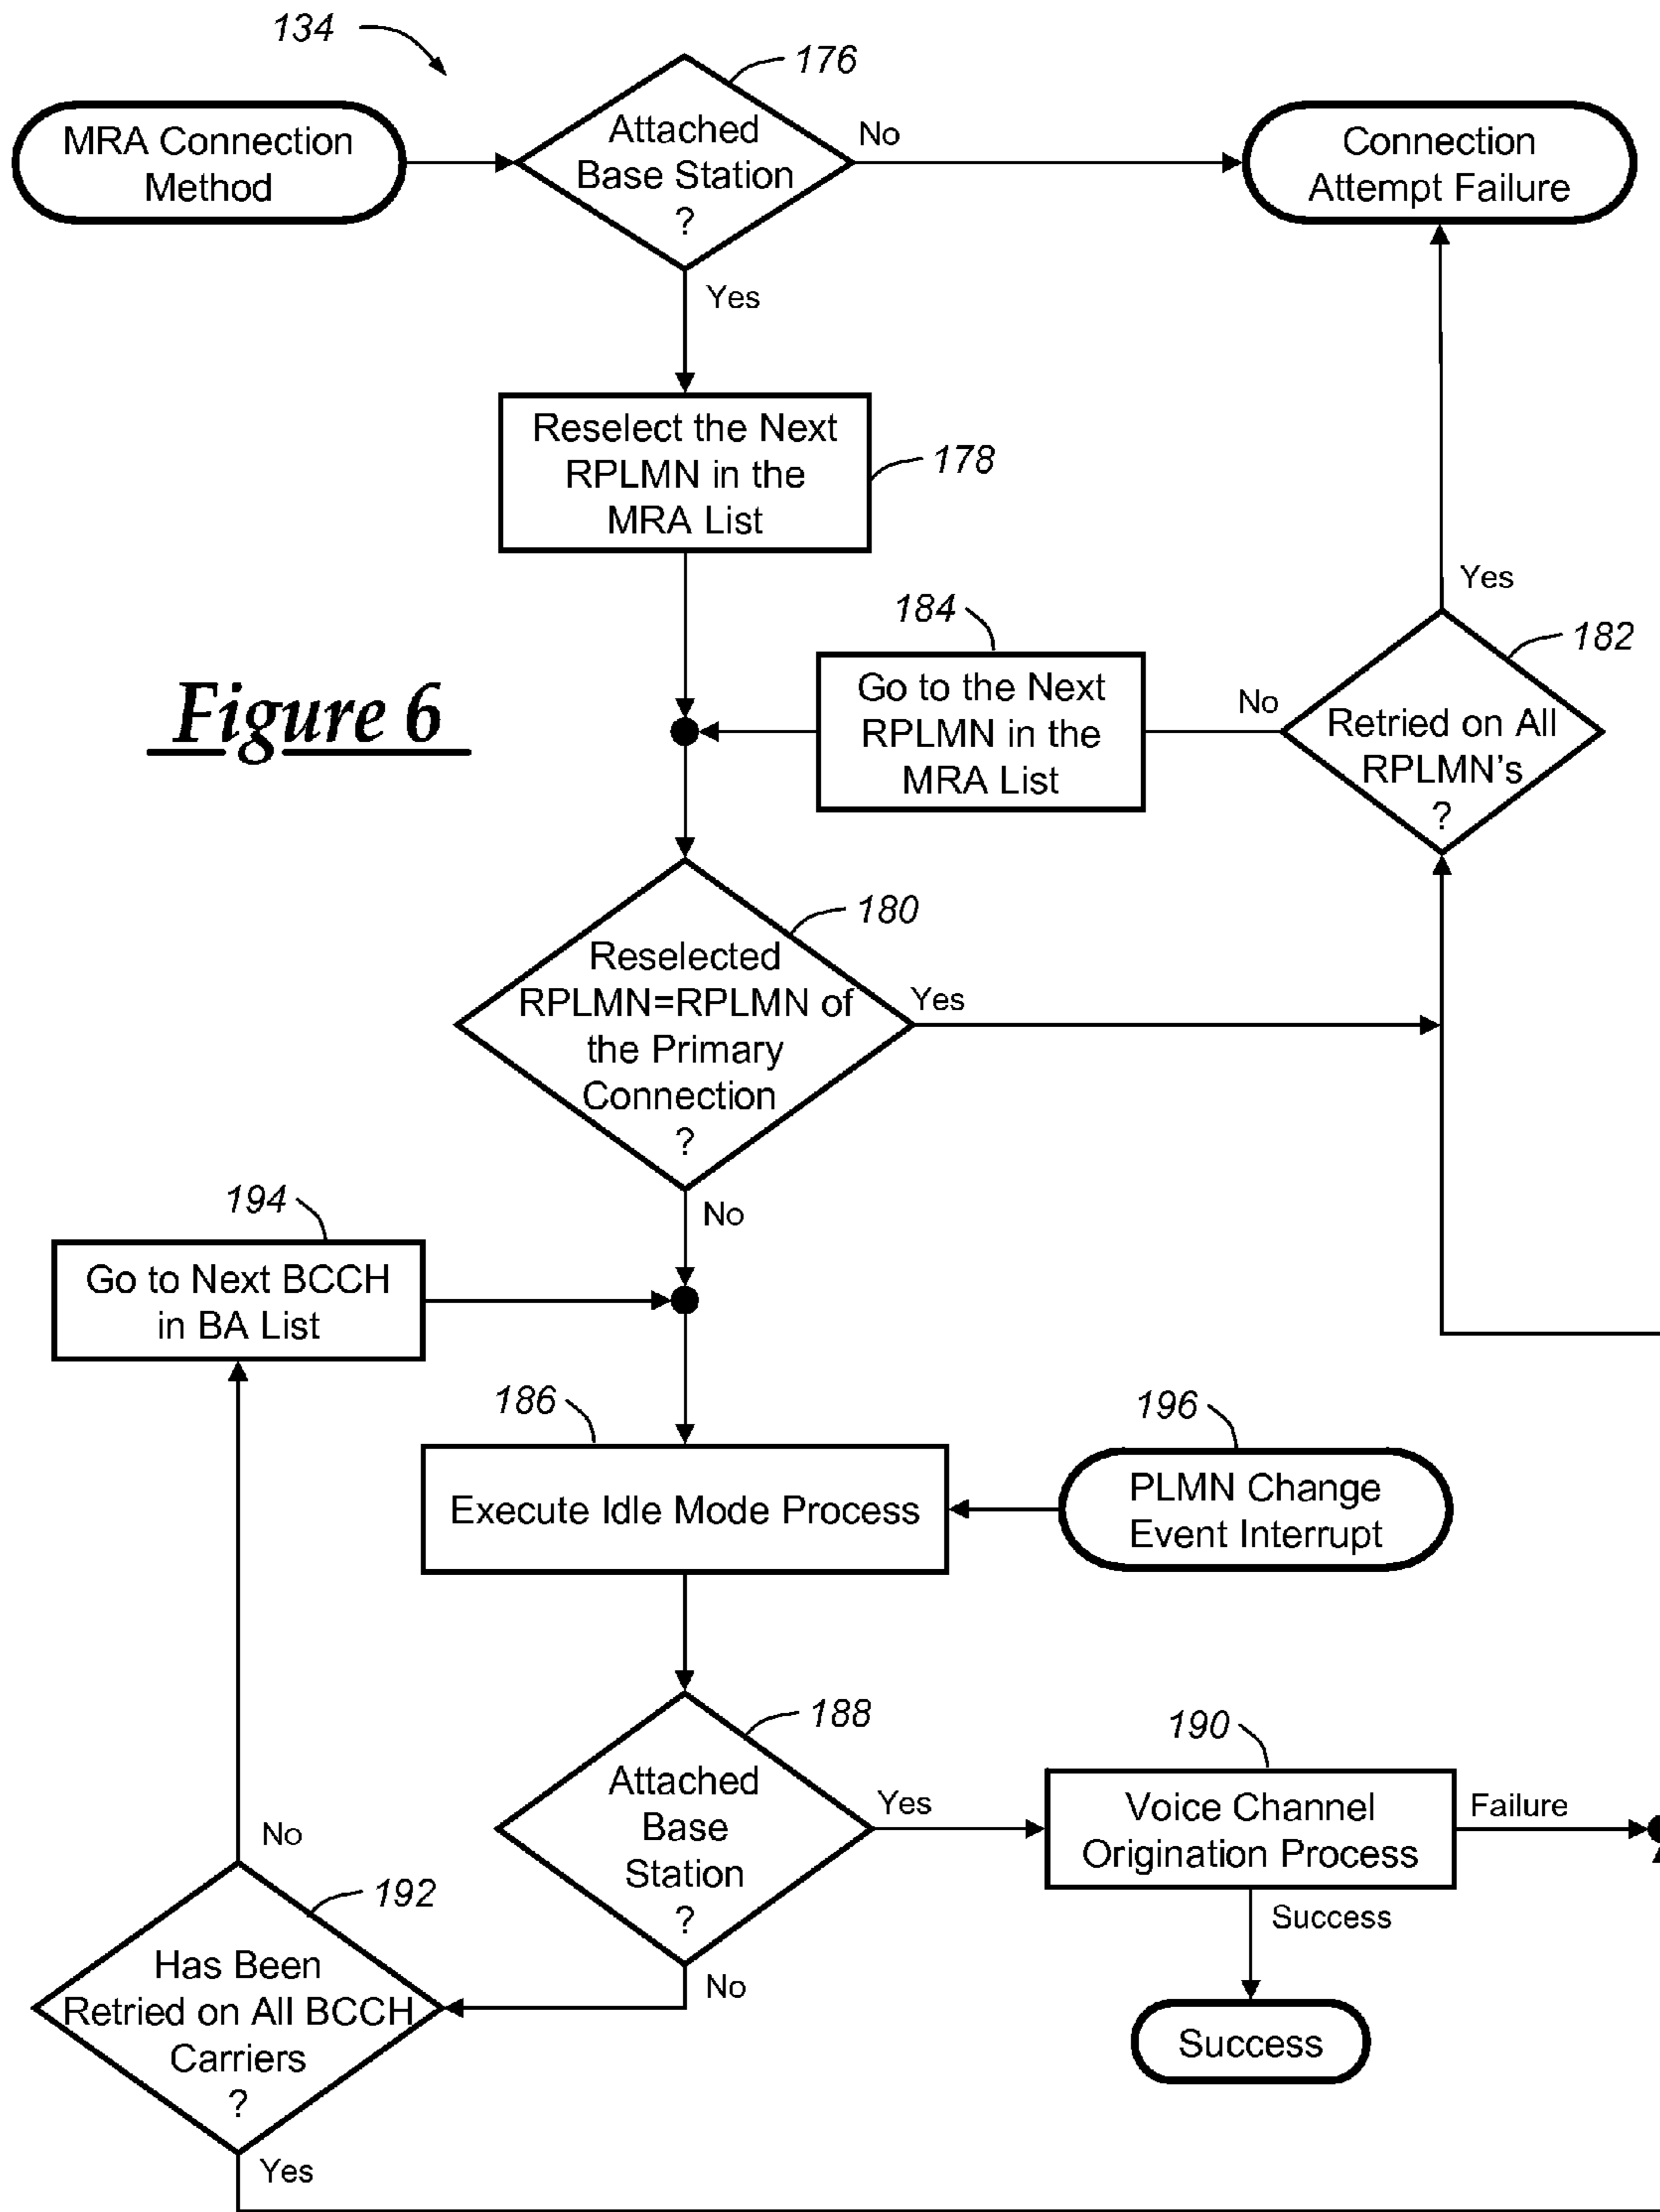 134
176
MRA Connection
Method
Attached
Base Station
?
No
Connection
Attempt Failure
Yes
Reselect the Next
RPLMN in the
MRA List
178
Yes
184
182
Go to the Next
RPLMN in the
MRA List
No
Retried on All
RPLMN's
?
Figure 6
180
Reselected
RPLMN=RPLMN of
the Primary
Connection
?
Yes
No
194
Go to Next BCCH
in BA List
186
196
Execute Idle Mode Process
PLMN Change
Event Interrupt
188
190
Attached
Base
Station
?
Yes
Voice Channel
Origination Process
Failure
No
192
Success
Has Been
Retried on All BCCH
Carriers
?
No
Success
Yes